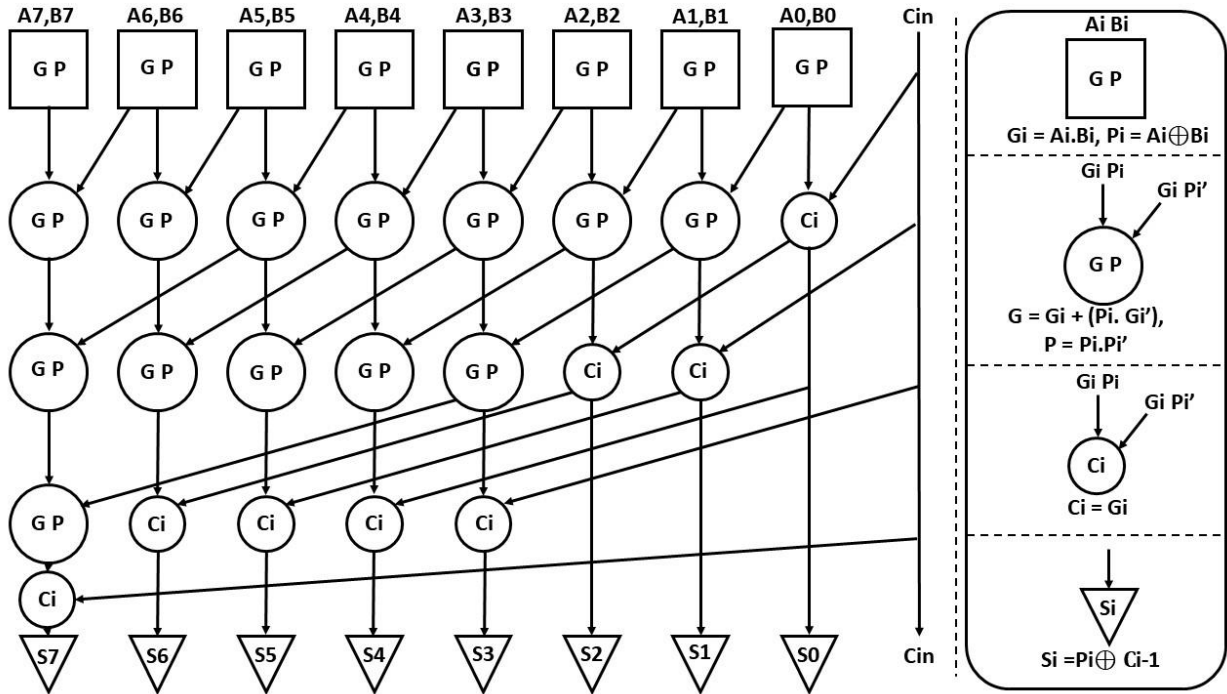 A7,B7 A6,B6 A5,B5 A4,B4 A3,B3 A2,B2 A1,B1 A0,B0 Cin
G P G P G P G P G P G P G P G P
G P G P G P G P G P G P G P Ci
G P G P G P G P G P Ci Ci
G P Ci Ci Ci Ci
Ci
S7 S6 S5 S4 S3 S2 S1 S0 Cin
Ai Bi
G P
Gi = Ai.Bi, Pi = Ai⊕Bi
Gi Pi
Gi Pi'
G P
G = Gi + (Pi. Gi'),
P = Pi.Pi'
Gi Pi
Gi Pi'
Ci
Ci = Gi
Si
Si =Pi⊕ Ci-1